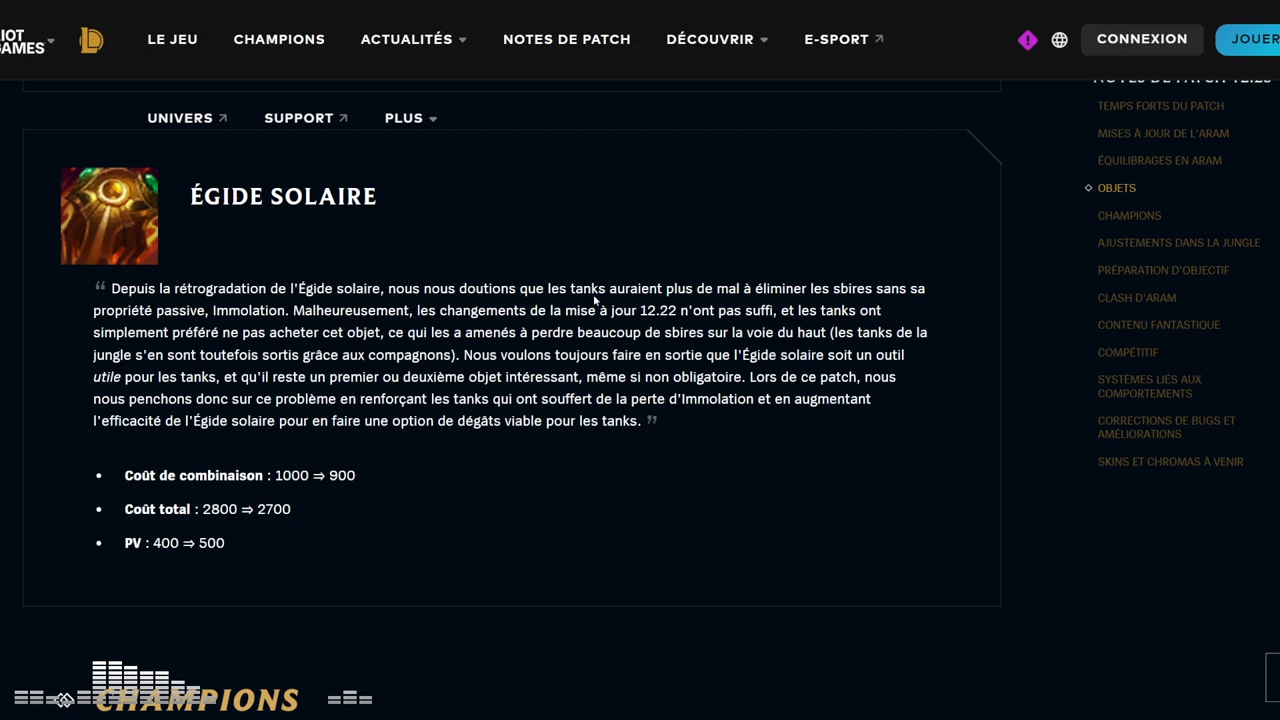 IOT
GAMES
LE JEU
CHAMPIONS
ACTUALITÉS
NOTES DE PATCH
DÉCOUVRIR
E-SPORT
CONNEXION
JOUER
UNIVERS
SUPPORT
PLUS
ÉGIDE SOLAIRE
“ Depuis la rétrogradation de l'Égide solaire, nous nous doutions que les tanks auraient plus de mal à éliminer les sbires sans sa
propriété passive, Immolation. Malheureusement, les changements de la mise à jour 12.22 n'ont pas suffi, et les tanks ont
simplement préféré ne pas acheter cet objet, ce qui les a amenés à perdre beaucoup de sbires sur la voie du haut (les tanks de la
jungle s'en sont toutefois sortis grâce aux compagnons). Nous voulons toujours faire en sortie que l'Égide solaire soit un outil
utile pour les tanks, et qu'il reste un premier ou deuxième objet intéressant, même si non obligatoire. Lors de ce patch, nous
nous penchons donc sur ce problème en renforçant les tanks qui ont souffert de la perte d'Immolation et en augmentant
l'efficacité de l'Égide solaire pour en faire une option de dégâts viable pour les tanks. ”
• Coût de combinaison : 1000 ⇒ 900
• Coût total : 2800 ⇒ 2700
• PV : 400 ⇒ 500
CHAMPIONS
NOTES DE PATCH 12.23
TEMPS FORTS DU PATCH
MISES À JOUR DE L'ARAM
ÉQUILIBRAGES EN ARAM
OBJETS
CHAMPIONS
AJUSTEMENTS DANS LA JUNGLE
PRÉPARATION D'OBJECTIF
CLASH D'ARAM
CONTENU FANTASTIQUE
COMPÉTITIF
SYSTÈMES LIÉS AUX
COMPORTEMENTS
CORRECTIONS DE BUGS ET
AMÉLIORATIONS
SKINS ET CHROMAS À VENIR